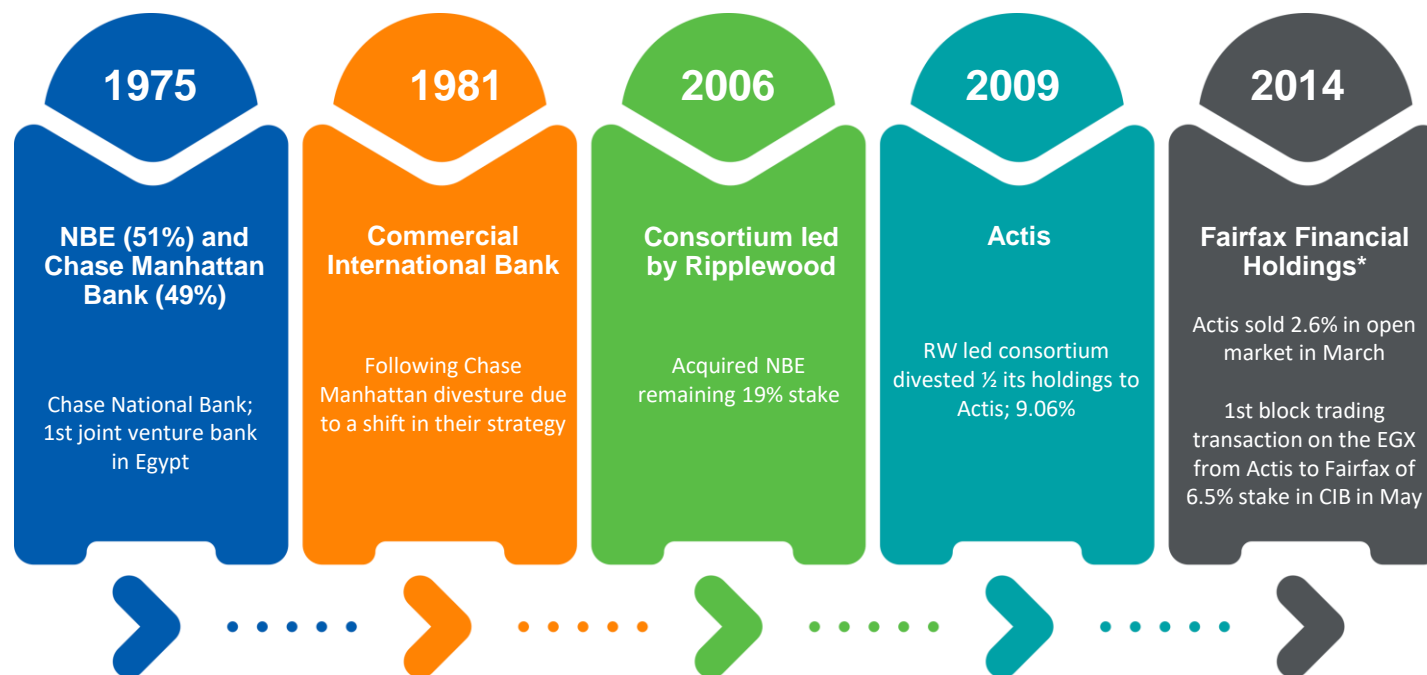 1975
NBE (51%) and
Chase Manhattan
Bank (49%)
Chase National Bank;
1st joint venture bank
in Egypt
1981
Commercial
International Bank
Following Chase
Manhattan divesture due
to a shift in their strategy
2006
Consortium led
by Ripplewood
Acquired NBE
remaining 19% stake
2009
Actis
RW led consortium
divested ½ its holdings to
Actis; 9.06%
2014
Fairfax Financial
Holdings*
Actis sold 2.6% in open
market in March
1st block trading
transaction on the EGX
from Actis to Fairfax of
6.5% stake in CIB in May